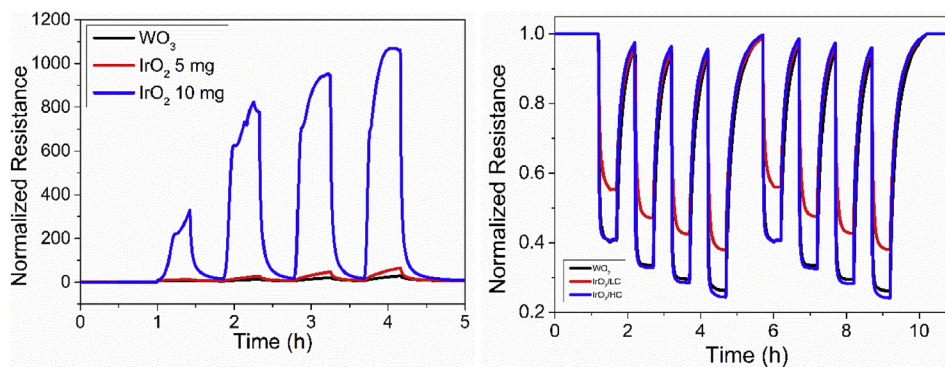 1200
1000
800
600
400
200
0
Normalized Resistance
WO3
IrO2 5 mg
IrO2 10 mg
0 1 2 3 4 5
Time (h)
1.0
0.8
0.6
0.4
0.2
Normalized Resistance
WO3
IrO2/LC
IrO2/HC
0 2 4 6 8 10
Time (h)